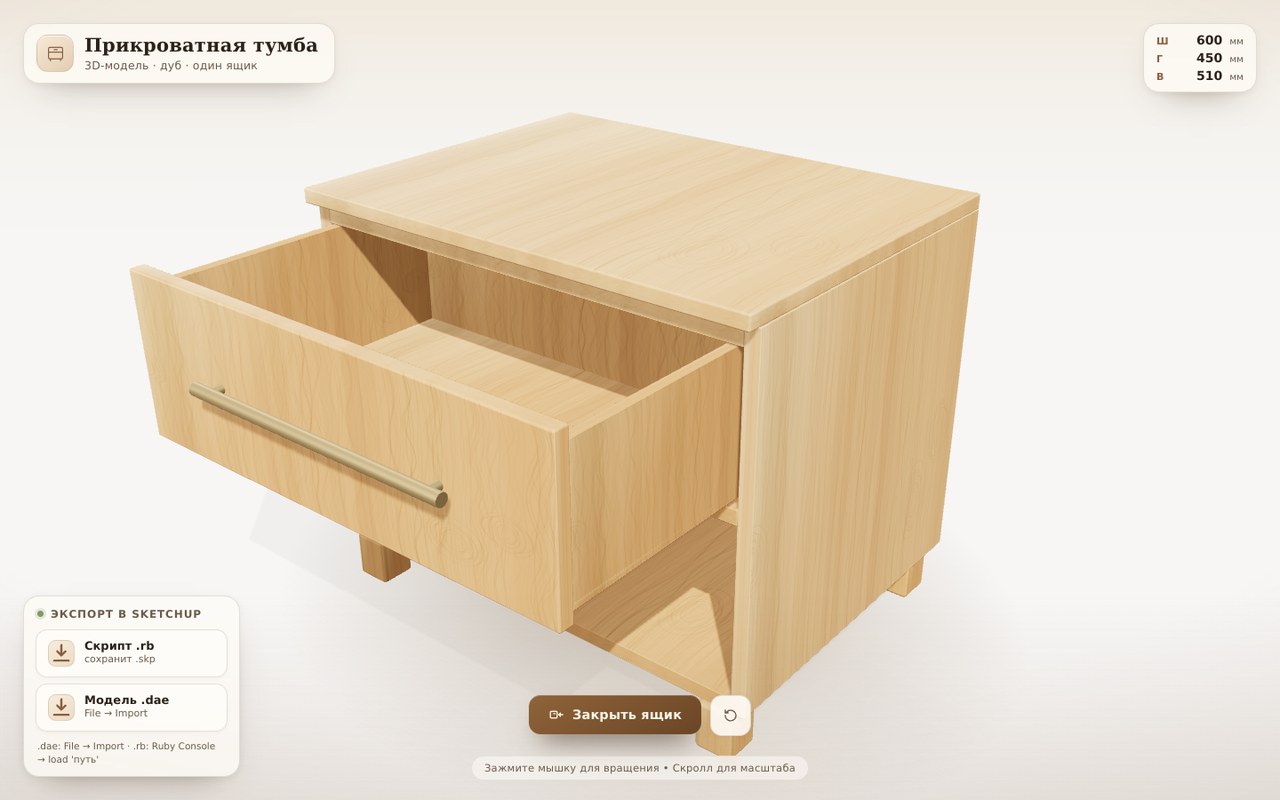 Прикроватная тумба
3D-модель · дуб · один ящик
Ш 600 мм
Г 450 мм
В 510 мм
ЭКСПОРТ В SKETCHUP
Скрипт .rb
сохранит .skp
Модель .dae
File → Import
.dae: File → Import · .rb: Ruby Console
→ load 'путь'
Закрыть ящик
Зажмите мышку для вращения • Скролл для масштаба